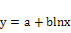 y = a + blnx